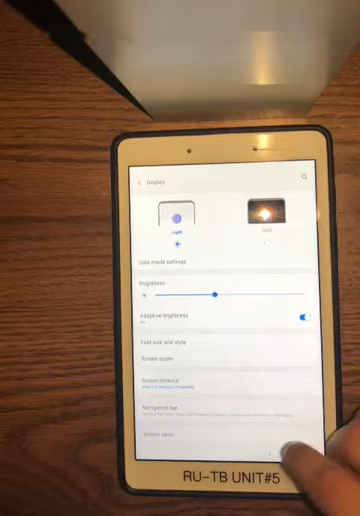 Display
Light
Dark
Dark mode settings
Brightness
Adaptive brightness
On
Font size and style
Screen zoom
Screen timeout
Navigation bar
Screen saver
RU-TB UNIT#5